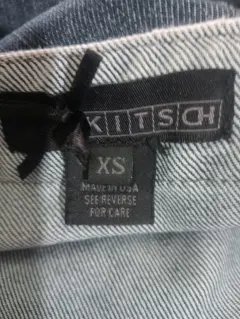 KITSCH
XS
MADE IN USA
SEE REVERSE
FOR CARE